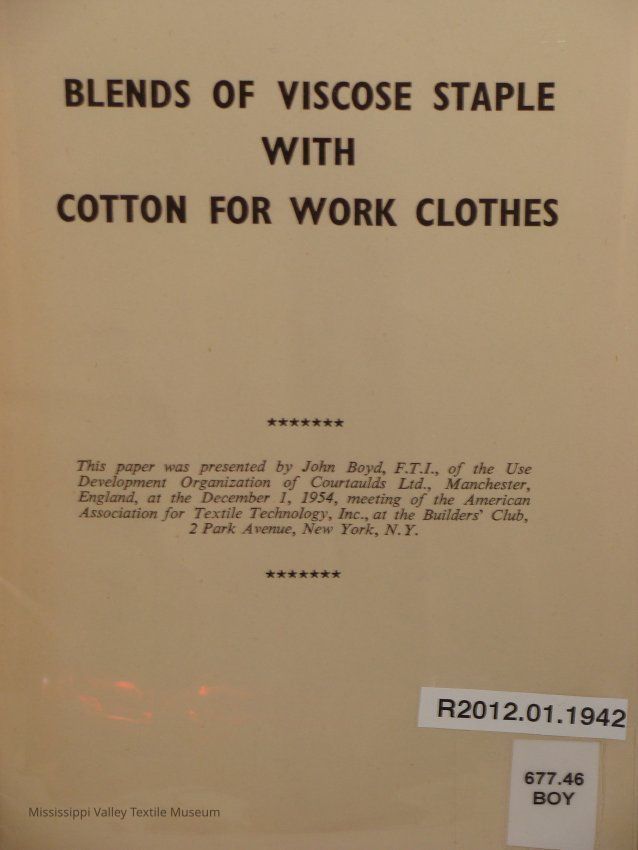 BLENDS OF VISCOSE STAPLE
WITH
COTTON FOR WORK CLOTHES
*******
This paper was presented by John Boyd, F.T.I., of the Use
Development Organization of Courtaulds Ltd., Manchester,
England, at the December 1, 1954, meeting of the American
Association for Textile Technology, Inc., at the Builders' Club,
2 Park Avenue, New York, N.Y.
*******
R2012.01.1942
677.46
BOY
Mississippi Valley Textile Museum